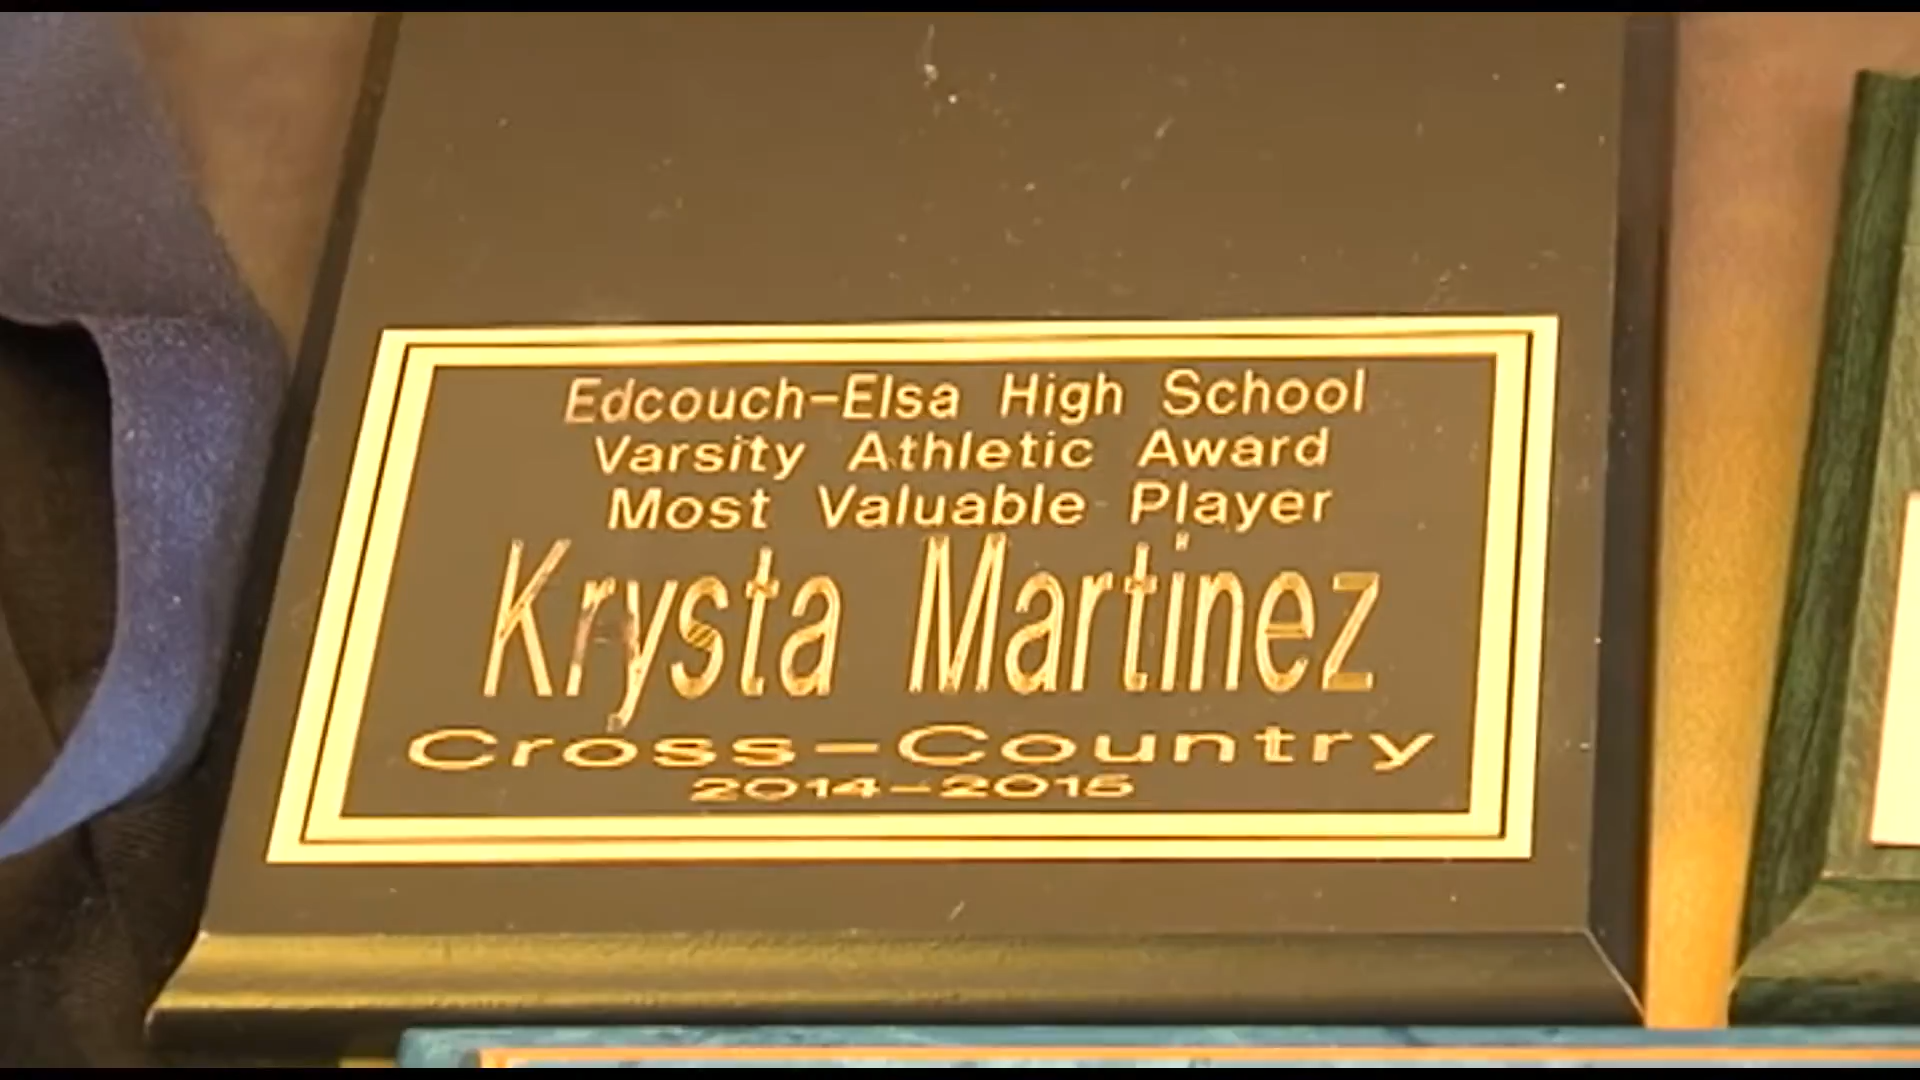 Edcouch-Elsa High School
Varsity Athletic Award
Most Valuable Player
Krysta Martinez
Cross-Country
2014-2015